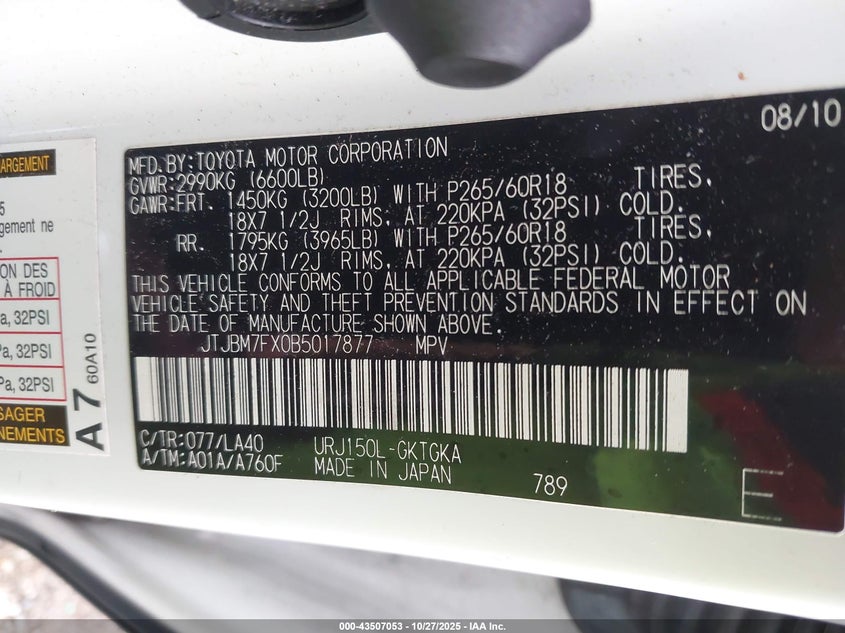 08/10
MFD.BY:TOYOTA MOTOR CORPORATION
GVWR:2990KG (6600LB)
GAWR:FRT. 1450KG (3200LB) WITH P265/60R18 TIRES,
18X7 1/2J RIMS, AT 220KPA (32PSI) COLD.
RR. 1795KG (3965LB) WITH P265/60R18 TIRES,
18X7 1/2J RIMS, AT 220KPA (32PSI) COLD.
THIS VEHICLE CONFORMS TO ALL APPLICABLE FEDERAL MOTOR
VEHICLE SAFETY AND THEFT PREVENTION STANDARDS IN EFFECT ON
THE DATE OF MANUFACTURE SHOWN ABOVE.
JTJBM7FX0B5017877 MPV
C/TR:077/LA40 URJ150L-GKTGKA
A/TM:A01A/A760F MADE IN JAPAN 789
E
ARGEMENT
5
gement ne
ON DES
À FROID
a, 32PSI
Pa, 32PSI
Pa, 32PSI
SAGER
NEMENTS
A7
60A10
000-43507053 - 10/27/2025 - IAA Inc.